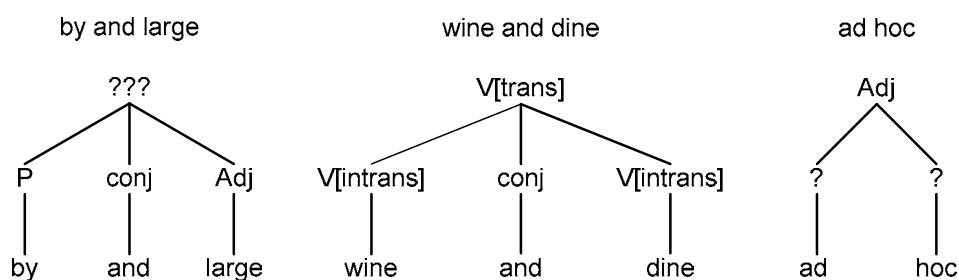 by and large wine and dine ad hoc
??? V[trans] Adj
P conj Adj V[intrans] conj V[intrans] ? ?
by and large wine and dine ad hoc